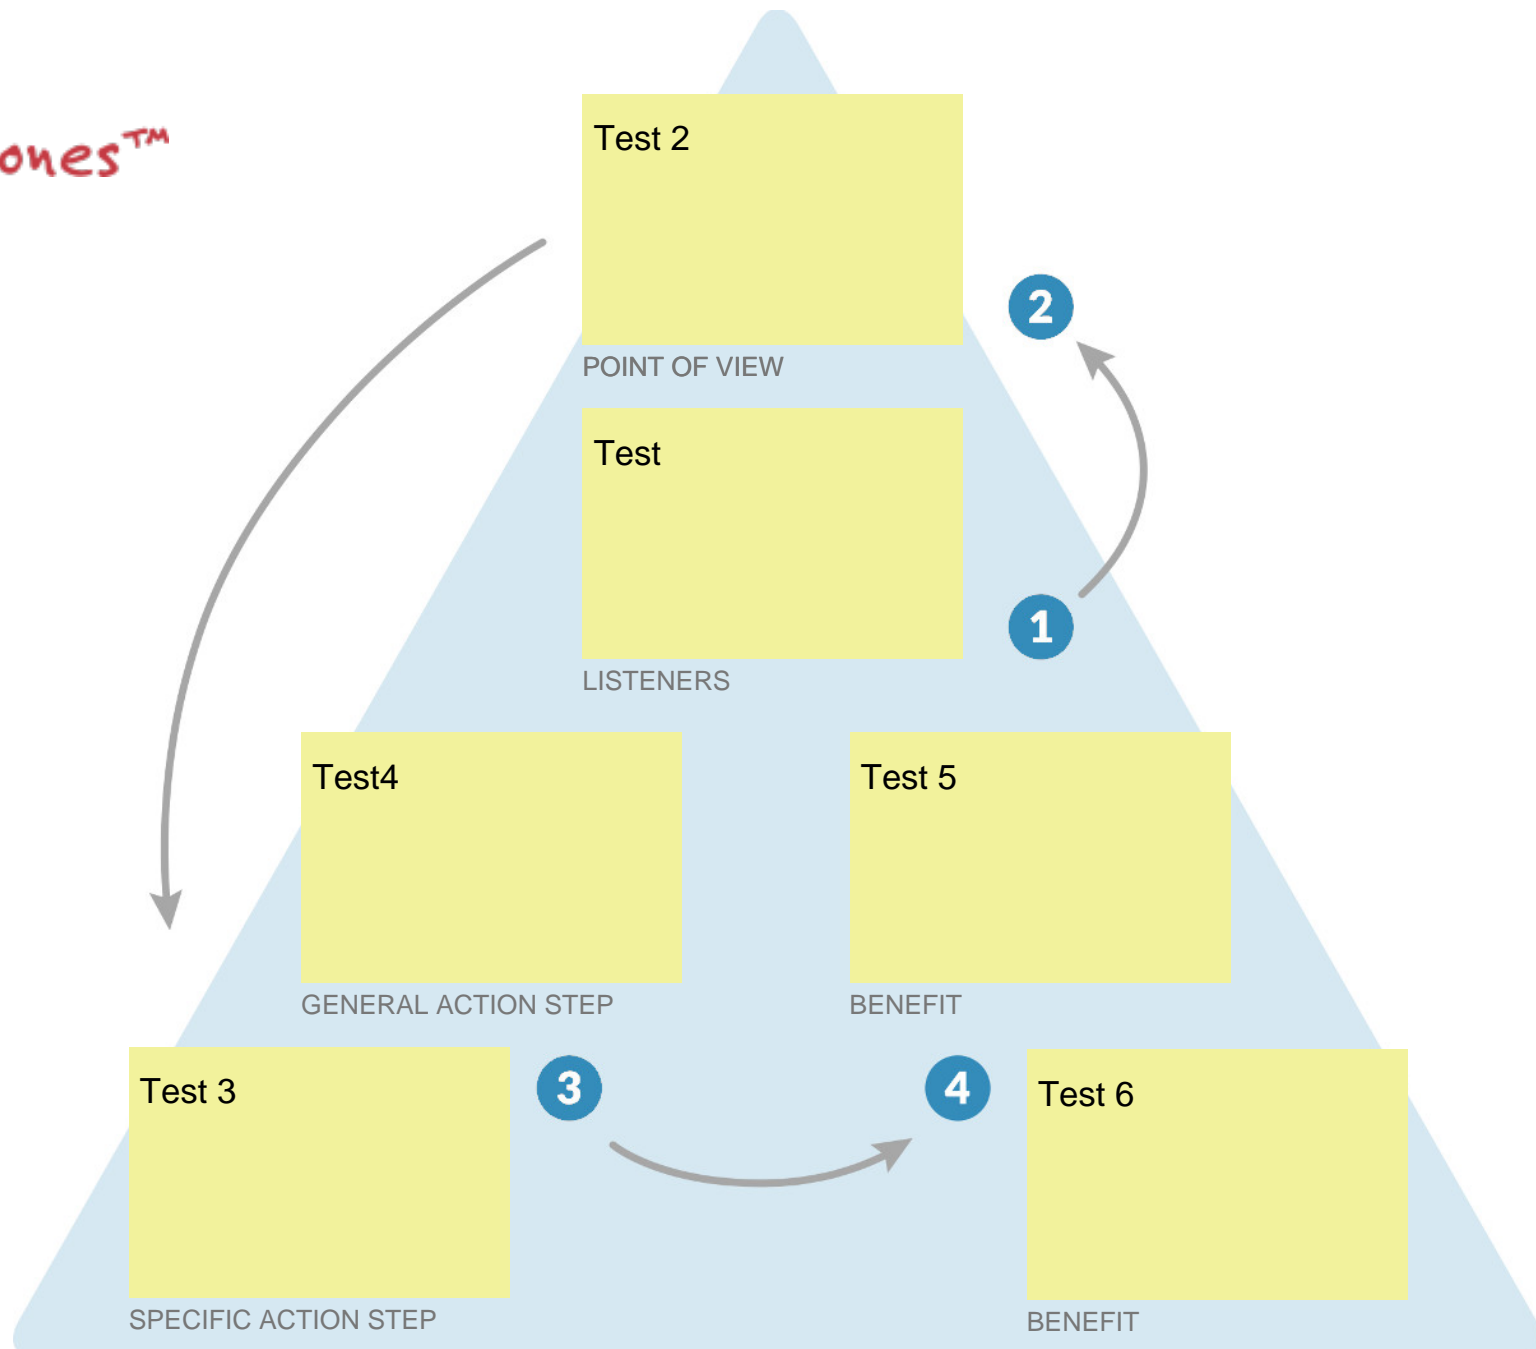 Test 2
2
POINT OF VIEW
Test
1
LISTENERS
Test4
Test 5
GENERAL ACTION STEP
BENEFIT
Test 3
3
4
Test 6
SPECIFIC ACTION STEP
BENEFIT